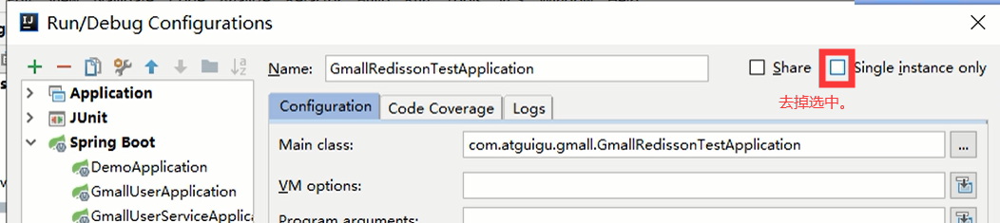 Run/Debug Configurations
Name: GmallRedissonTestApplication Share Single instance only
去掉选中。
Application
JUnit
Spring Boot
DemoApplication
GmallUserApplication
GmallUserServiceApplica
Configuration Code Coverage Logs
Main class: com.atguigu.gmall.GmallRedissonTestApplication ...
VM options:
Program arguments: